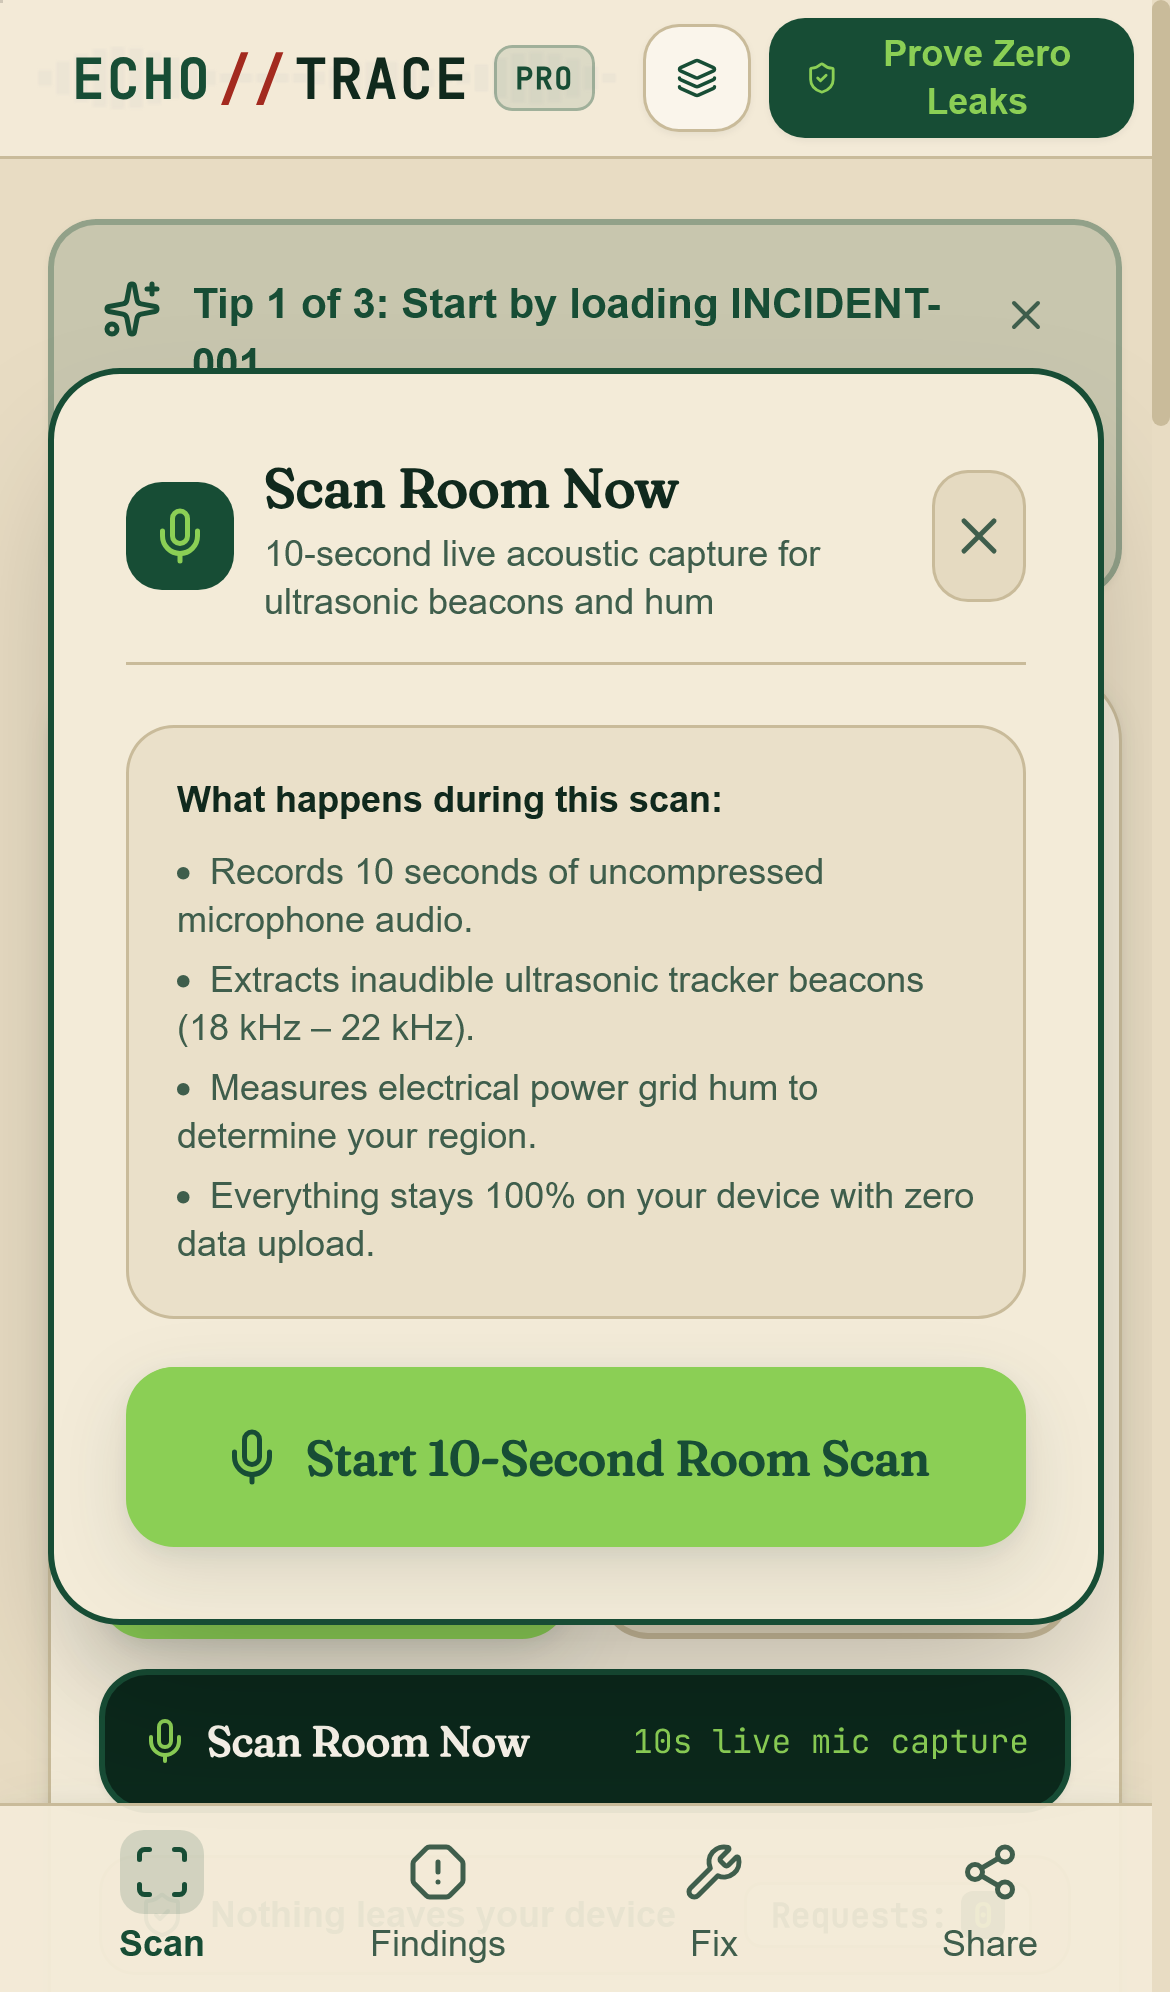 ECHO//TRACE PRO
Prove Zero
Leaks
Tip 1 of 3: Start by loading INCIDENT-
001
Scan Room Now
10-second live acoustic capture for
ultrasonic beacons and hum
What happens during this scan:
• Records 10 seconds of uncompressed
microphone audio.
• Extracts inaudible ultrasonic tracker beacons
(18 kHz – 22 kHz).
• Measures electrical power grid hum to
determine your region.
• Everything stays 100% on your device with zero
data upload.
Start 10-Second Room Scan
Scan Room Now 10s live mic capture
Nothing leaves your device Requests: 0
Scan Findings Fix Share